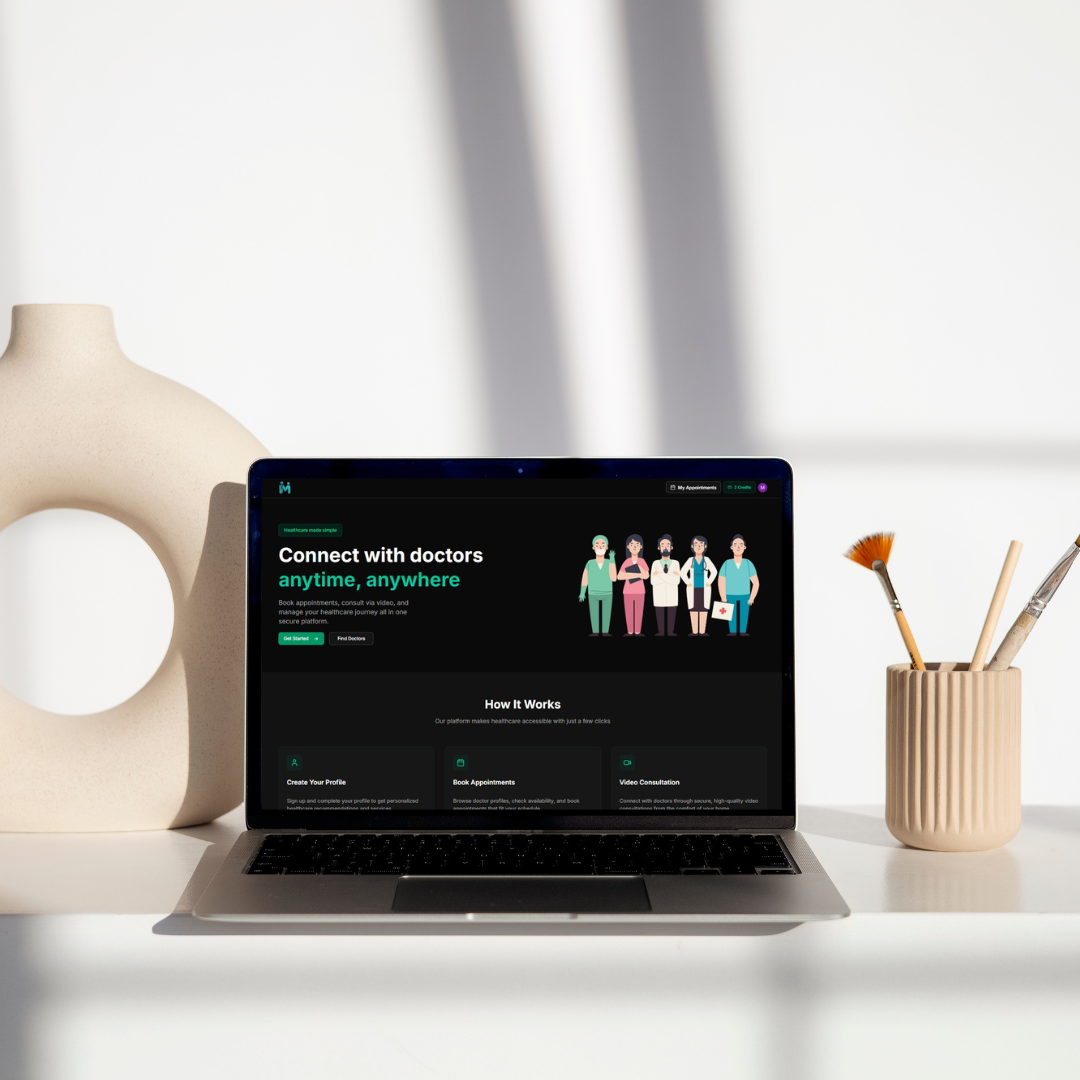 My Appointments
2 Credits
M
Healthcare made simple
Connect with doctors
anytime, anywhere
Book appointments, consult via video, and
manage your healthcare journey all in one
secure platform.
Get Started →
Find Doctors
How It Works
Our platform makes healthcare accessible with just a few clicks
Create Your Profile
Sign up and complete your profile to get personalized
healthcare recommendations and services.
Book Appointments
Browse doctor profiles, check availability, and book
appointments that fit your schedule.
Video Consultation
Connect with doctors through secure, high-quality video
consultations from the comfort of your home.